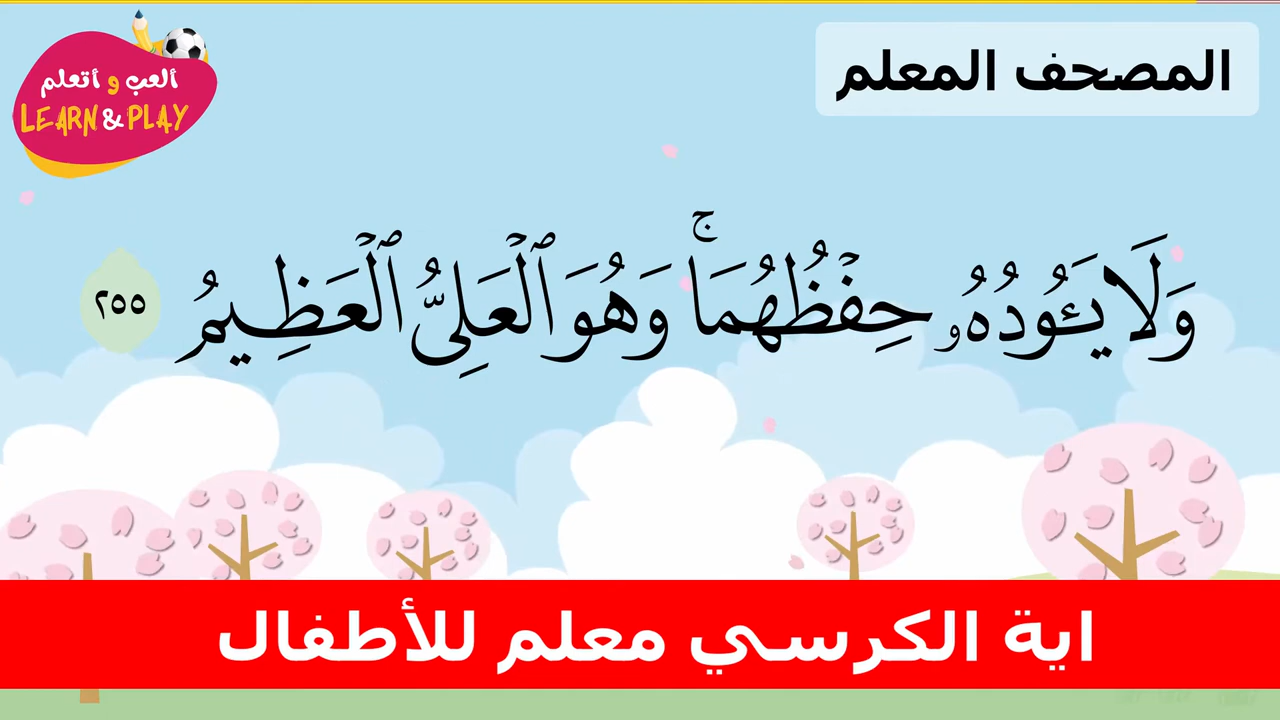 المصحف المعلم
ألعب و أتعلم
LEARN & PLAY
وَلَا يَـُٔودُهُۥ حِفۡظُهُمَاۚ وَهُوَ ٱلۡعَلِىُّ ٱلۡعَظِيمُ ٢٥٥
اية الكرسي معلم للأطفال